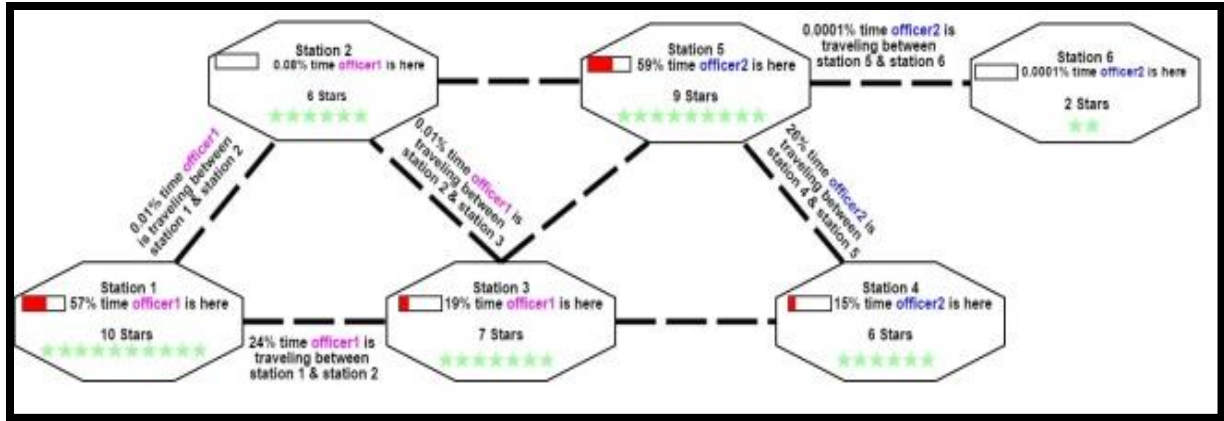 Station 2
0.08% time officer1 is here
6 Stars
Station 5
59% time officer2 is here
9 Stars
0.0001% time officer2 is
traveling between
station 5 & station 6
Station 6
0.0001% time officer2 is here
2 Stars
0.01% time officer1
is traveling between
station 1 & station 2
0.01% time officer1 is
traveling between
station 2 & station 3
26% time officer2 is
traveling between
station 4 & station 5
Station 1
57% time officer1 is here
10 Stars
24% time officer1 is
traveling between
station 1 & station 2
Station 3
19% time officer1 is here
7 Stars
Station 4
15% time officer2 is here
6 Stars